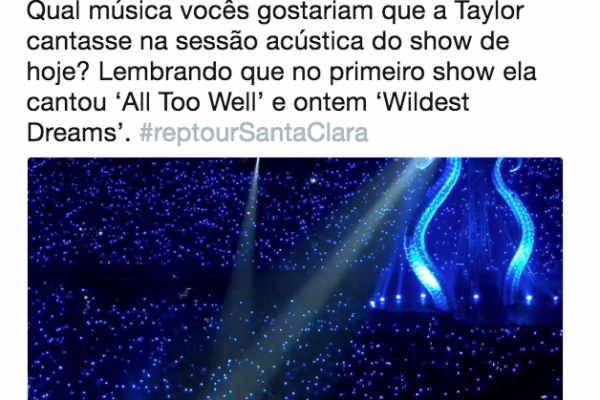 Qual música vocês gostariam que a Taylor
cantasse na sessão acústica do show de
hoje? Lembrando que no primeiro show ela
cantou ‘All Too Well’ e ontem ‘Wildest
Dreams’. #reptourSantaClara